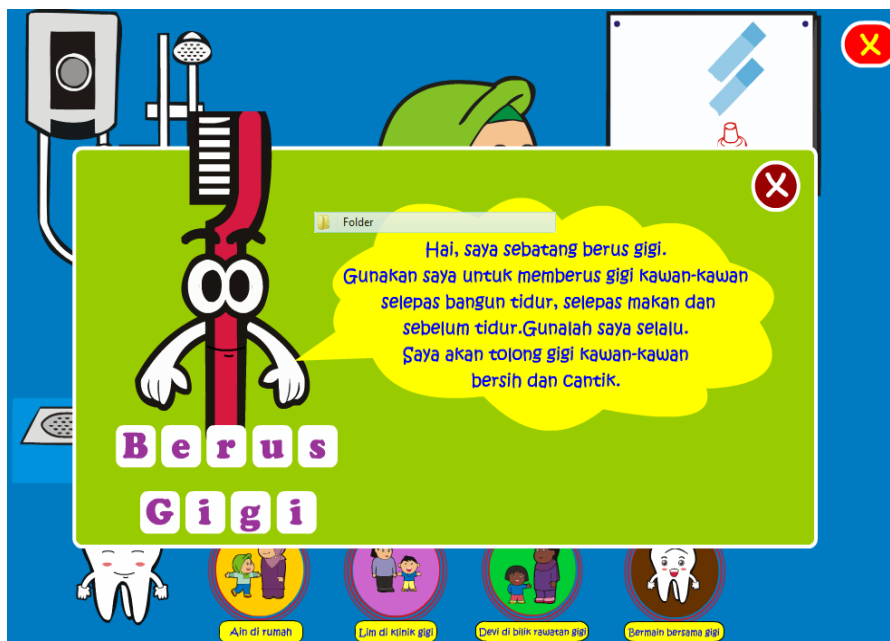 X
X
Folder
Hai, saya sebatang berus gigi.
Gunakan saya untuk memberus gigi kawan-kawan
selepas bangun tidur, selepas makan dan
sebelum tidur.Gunalah saya selalu.
Saya akan tolong gigi kawan-kawan
bersih dan cantik.
Berus
Gigi
Ain di rumah
Lim di klinik gigi
Devi di bilik rawatan gigi
Bermain bersama gigi